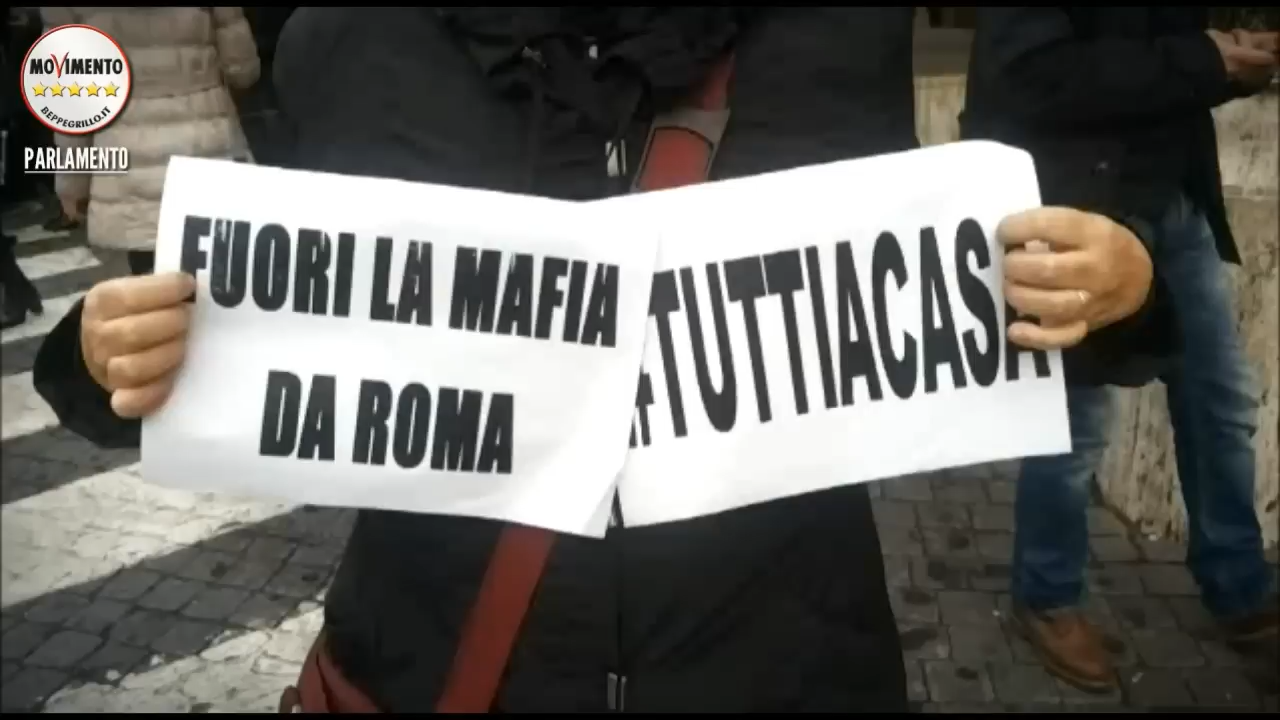 MOVIMENTO
BEPPEGRILLO.IT
PARLAMENTO
FUORI LA MAFIA
DA ROMA
#TUTTIACASA